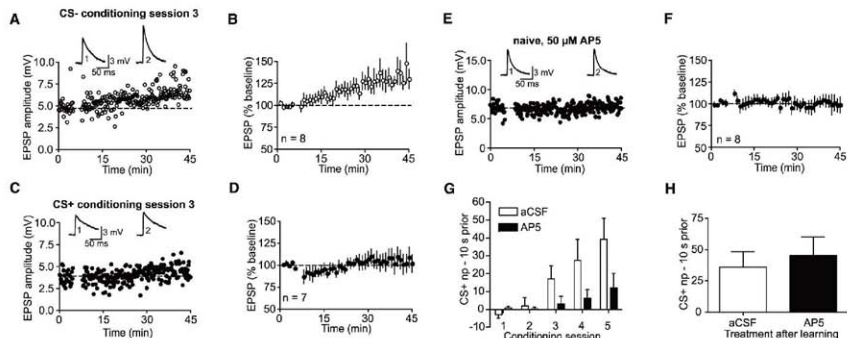 A
CS- conditioning session 3
EPSP amplitude (mV)
10.0
7.5
5.0
2.5
0.0
1
3 mV
50 ms
2
0 15 30 45
Time (min)
B
EPSP (% baseline)
150
125
100
75
50
n = 8
0 15 30 45
Time (min)
C
CS+ conditioning session 3
EPSP amplitude (mV)
10.0
7.5
5.0
2.5
0.0
1
3 mV
50 ms
2
0 15 30 45
Time (min)
D
EPSP (% baseline)
150
125
100
75
50
n = 7
0 15 30 45
Time (min)
E
naive, 50 µM AP5
EPSP amplitude (mV)
10.0
7.5
5.0
2.5
0.0
1
3 mV
50 ms
2
0 15 30 45
Time (min)
F
EPSP (% baseline)
150
125
100
75
50
n = 8
0 15 30 45
Time (min)
G
CS+ np - 10 s prior
60
50
40
30
20
10
0
-10
aCSF
AP5
1 2 3 4 5
Conditioning session
H
CS+ np - 10 s prior
75
50
25
0
aCSF AP5
Treatment after learning